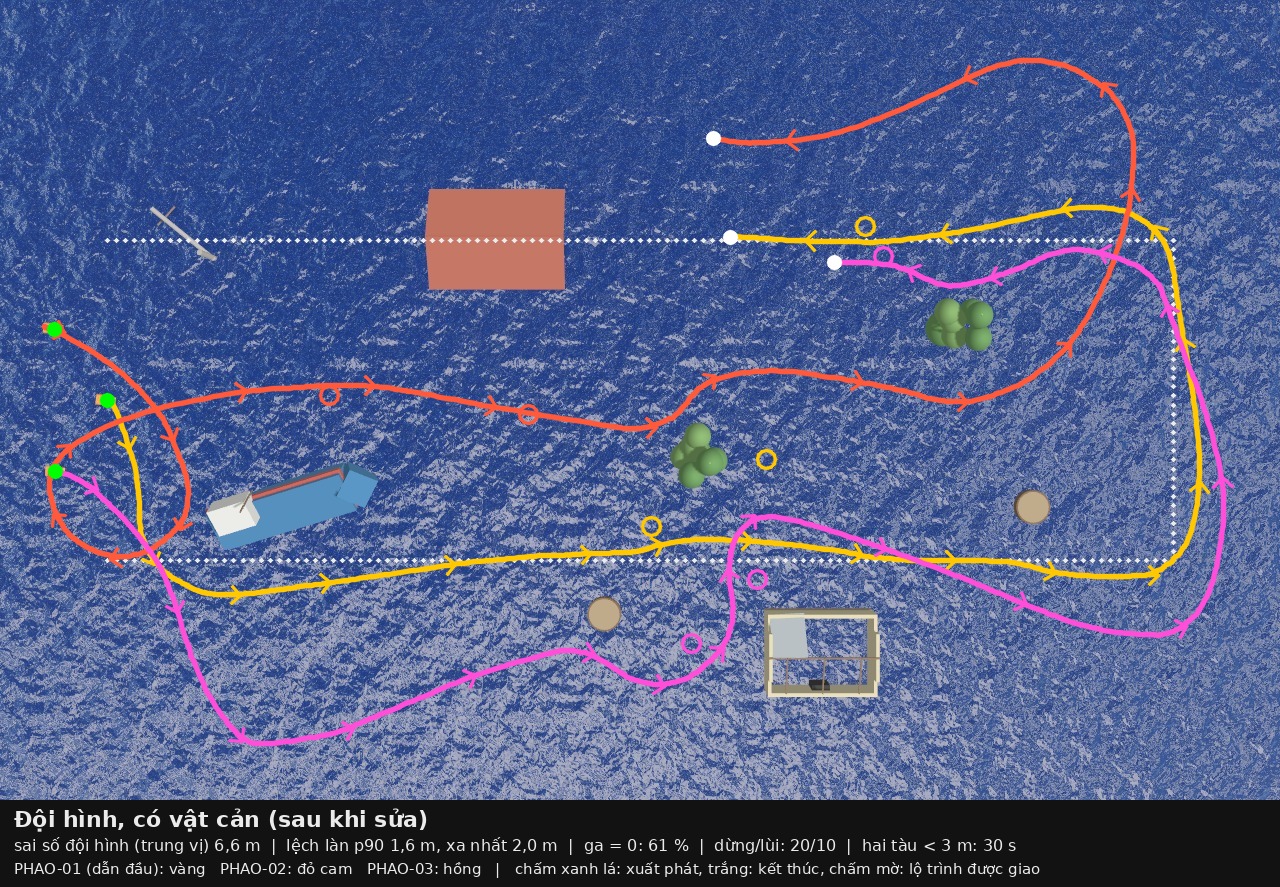 Đội hình, có vật cản (sau khi sửa)
sai số đội hình (trung vị) 6,6 m | lệch làn p90 1,6 m, xa nhất 2,0 m | ga = 0: 61 % | dừng/lùi: 20/10 | hai tàu < 3 m: 30 s
PHAO-01 (dẫn đầu): vàng PHAO-02: đỏ cam PHAO-03: hồng | chấm xanh lá: xuất phát, trắng: kết thúc, chấm mờ: lộ trình được giao